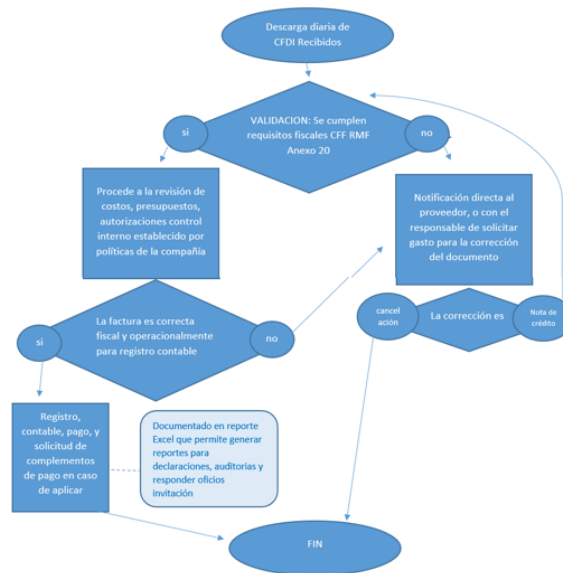 Descarga diaria de
CFDI Recibidos
VALIDACION: Se cumplen
requisitos fiscales CFF RMF
Anexo 20
si
no
Procede a la revisión de
costos, presupuestos,
autorizaciones control
interno establecido por
políticas de la compañía
Notificación directa al
proveedor, o con el
responsable de solicitar
gasto para la corrección
del documento
La factura es correcta
fiscal y operacionalmente
para registro contable
si
no
cancel
ación
La corrección es
Nota de
crédito
Registro,
contable, pago, y
solicitud de
complementos
de pago en caso
de aplicar
Documentado en reporte
Excel que permite generar
reportes para
declaraciones, auditorias y
responder oficios
invitación
FIN